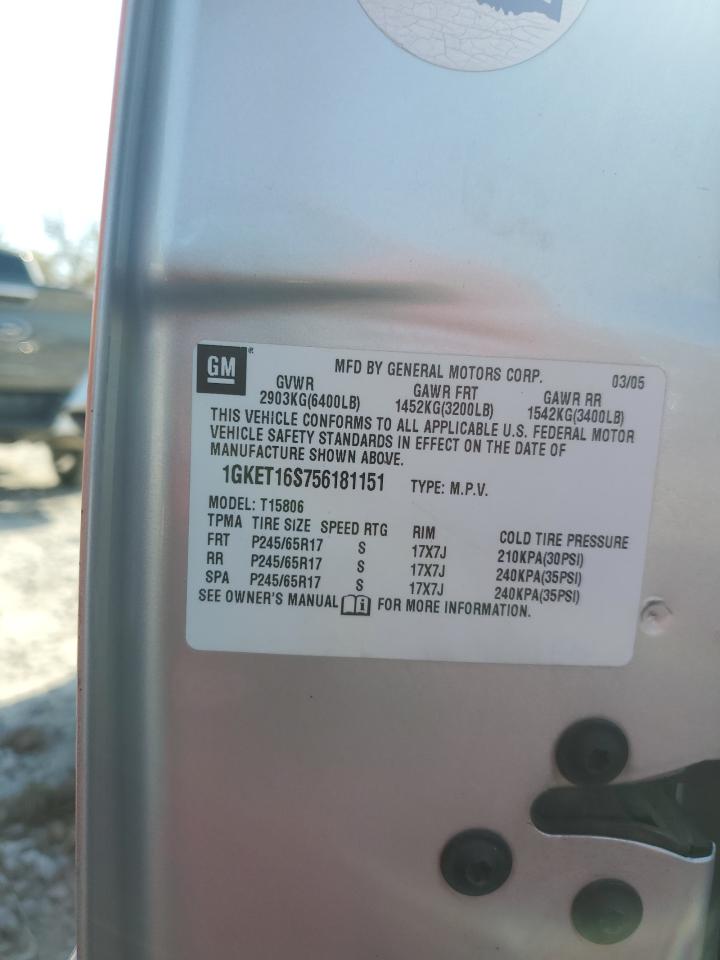 GM ® MFD BY GENERAL MOTORS CORP. 03/05
GVWR GAWR FRT GAWR RR
2903KG(6400LB) 1452KG(3200LB) 1542KG(3400LB)
THIS VEHICLE CONFORMS TO ALL APPLICABLE U.S. FEDERAL MOTOR
VEHICLE SAFETY STANDARDS IN EFFECT ON THE DATE OF
MANUFACTURE SHOWN ABOVE.
1GKET16S756181151 TYPE: M.P.V.
MODEL: T15806
TPMA TIRE SIZE SPEED RTG RIM COLD TIRE PRESSURE
FRT P245/65R17 S 17X7J 210KPA(30PSI)
RR P245/65R17 S 17X7J 240KPA(35PSI)
SPA P245/65R17 S 17X7J 240KPA(35PSI)
SEE OWNER'S MANUAL i FOR MORE INFORMATION.